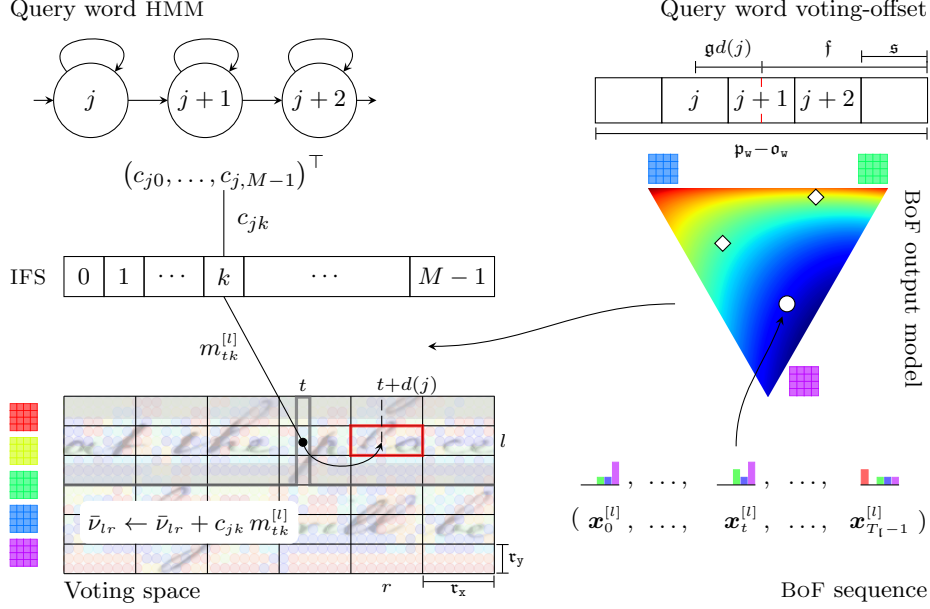 Query word HMM
Query word voting-offset
𝔤d(j) 𝔣 𝔰
j j+1 j+2
j j+1 j+2
𝔭_w−𝔬_w
(c_{j0}, …, c_{j,M−1})^⊤
c_{jk}
BoF output model
IFS 0 1 ⋯ k ⋯ M−1
m_{tk}^{[l]}
t t+d(j)
l
ν̄_{lr} ← ν̄_{lr} + c_{jk} m_{tk}^{[l]}
𝔯_y
, …, , …,
( x_0^{[l]}, …, x_t^{[l]}, …, x_{T_𝔩−1}^{[l]} )
Voting space r 𝔯_x
BoF sequence